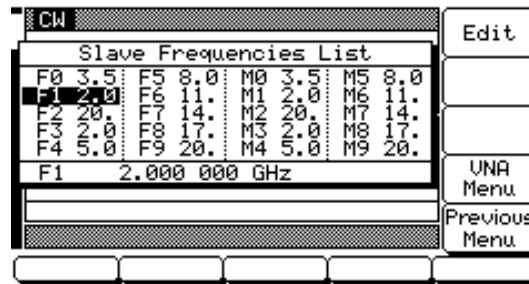 CW
Edit
Slave Frequencies List
F0 3.5 F5 8.0 M0 3.5 M5 8.0
F1 2.0 F6 11. M1 2.0 M6 11.
F2 20. F7 14. M2 20. M7 14.
F3 2.0 F8 17. M3 2.0 M8 17.
F4 5.0 F9 20. M4 5.0 M9 20.
F1 2.000 000 GHz
VNA
Menu
Previous
Menu